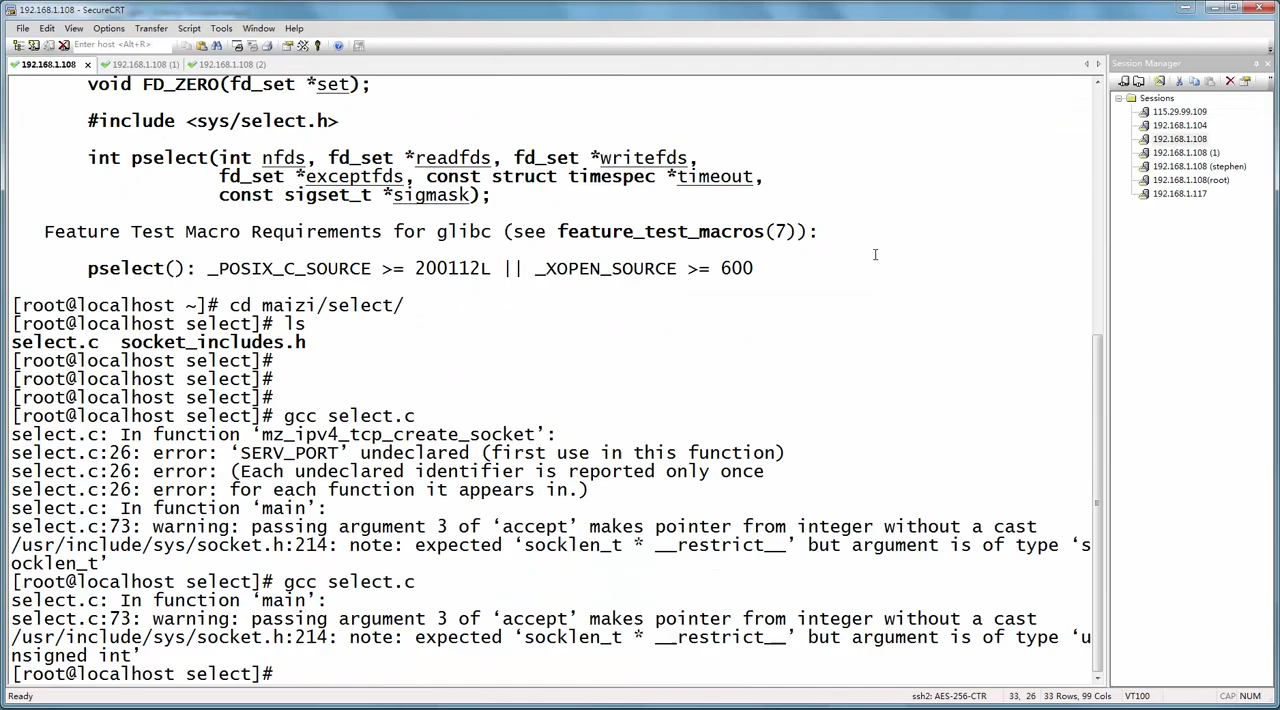 192.168.1.108 - SecureCRT
File Edit View Options Transfer Script Tools Window Help
Enter host <Alt+R>
192.168.1.108 192.168.1.108 (1) 192.168.1.108 (2)
void FD_ZERO(fd_set *set);
#include <sys/select.h>
int pselect(int nfds, fd_set *readfds, fd_set *writefds,
fd_set *exceptfds, const struct timespec *timeout,
const sigset_t *sigmask);
Feature Test Macro Requirements for glibc (see feature_test_macros(7)):
pselect(): _POSIX_C_SOURCE >= 200112L || _XOPEN_SOURCE >= 600
[root@localhost ~]# cd maizi/select/
[root@localhost select]# ls
select.c socket_includes.h
[root@localhost select]#
[root@localhost select]#
[root@localhost select]#
[root@localhost select]# gcc select.c
select.c: In function ‘mz_ipv4_tcp_create_socket’:
select.c:26: error: ‘SERV_PORT’ undeclared (first use in this function)
select.c:26: error: (Each undeclared identifier is reported only once
select.c:26: error: for each function it appears in.)
select.c: In function ‘main’:
select.c:73: warning: passing argument 3 of ‘accept’ makes pointer from integer without a cast
/usr/include/sys/socket.h:214: note: expected ‘socklen_t * __restrict__’ but argument is of type ‘s
ocklen_t’
[root@localhost select]# gcc select.c
select.c: In function ‘main’:
select.c:73: warning: passing argument 3 of ‘accept’ makes pointer from integer without a cast
/usr/include/sys/socket.h:214: note: expected ‘socklen_t * __restrict__’ but argument is of type ‘u
nsigned int’
[root@localhost select]#
Session Manager
Sessions
115.29.99.109
192.168.1.104
192.168.1.108
192.168.1.108 (1)
192.168.1.108 (stephen)
192.168.1.108(root)
192.168.1.117
Ready ssh2: AES-256-CTR 33, 26 33 Rows, 99 Cols VT100 CAP NUM